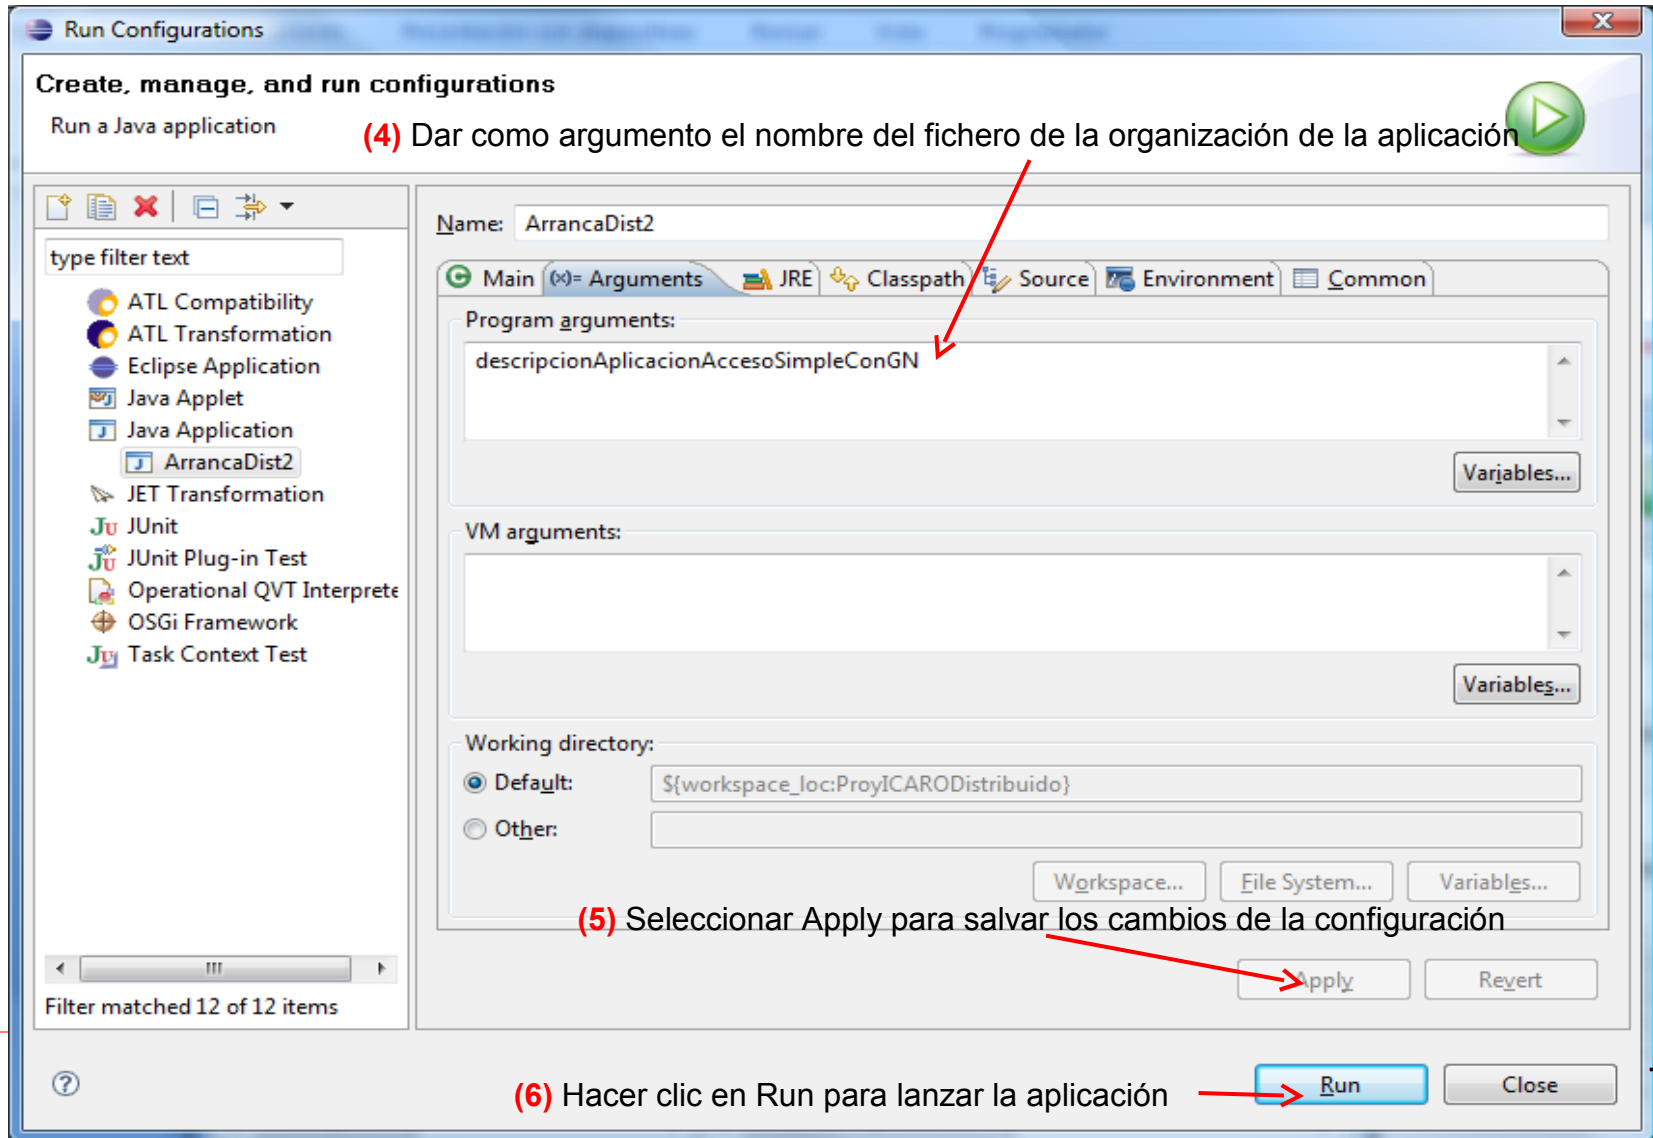 Run Configurations
Create, manage, and run configurations
Run a Java application
(4) Dar como argumento el nombre del fichero de la organización de la aplicación
type filter text
ATL Compatibility
ATL Transformation
Eclipse Application
Java Applet
Java Application
ArrancaDist2
JET Transformation
JUnit
JUnit Plug-in Test
Operational QVT Interprete
OSGi Framework
Task Context Test
Filter matched 12 of 12 items
Name: ArrancaDist2
Main (x)= Arguments JRE Classpath Source Environment Common
Program arguments:
descripcionAplicacionAccesoSimpleConGN
Variables...
VM arguments:
Variables...
Working directory:
Default: ${workspace_loc:ProyICARODistribuido}
Other:
Workspace... File System... Variables...
(5) Seleccionar Apply para salvar los cambios de la configuración
Apply Revert
(6) Hacer clic en Run para lanzar la aplicación
Run Close